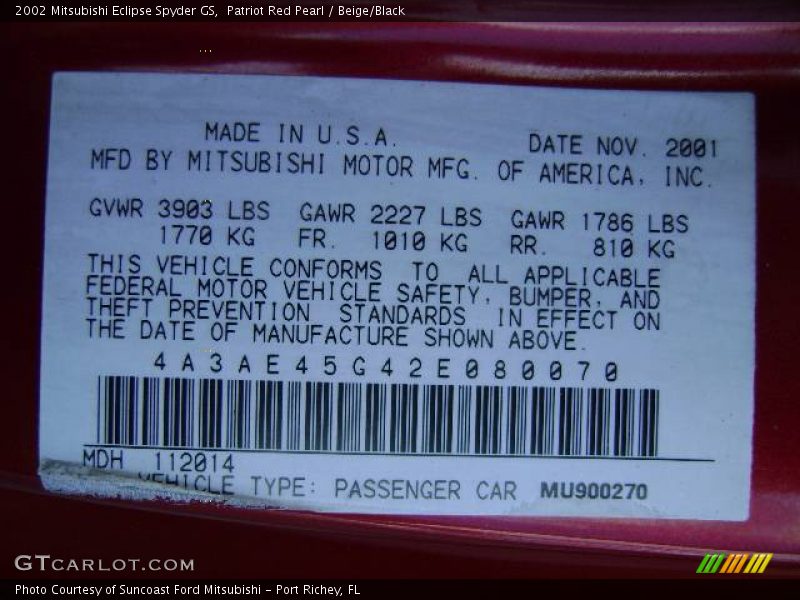 2002 Mitsubishi Eclipse Spyder GS,  Patriot Red Pearl / Beige/Black
MADE IN U.S.A. DATE NOV. 2001
MFD BY MITSUBISHI MOTOR MFG. OF AMERICA, INC.
GVWR 3903 LBS GAWR 2227 LBS GAWR 1786 LBS
1770 KG FR. 1010 KG RR. 810 KG
THIS VEHICLE CONFORMS TO ALL APPLICABLE
FEDERAL MOTOR VEHICLE SAFETY, BUMPER, AND
THEFT PREVENTION STANDARDS IN EFFECT ON
THE DATE OF MANUFACTURE SHOWN ABOVE.
4A3AE45G42E080070
MDH 112014
VEHICLE TYPE: PASSENGER CAR MU900270
GTCARLOT.COM
Photo Courtesy of Suncoast Ford Mitsubishi - Port Richey, FL